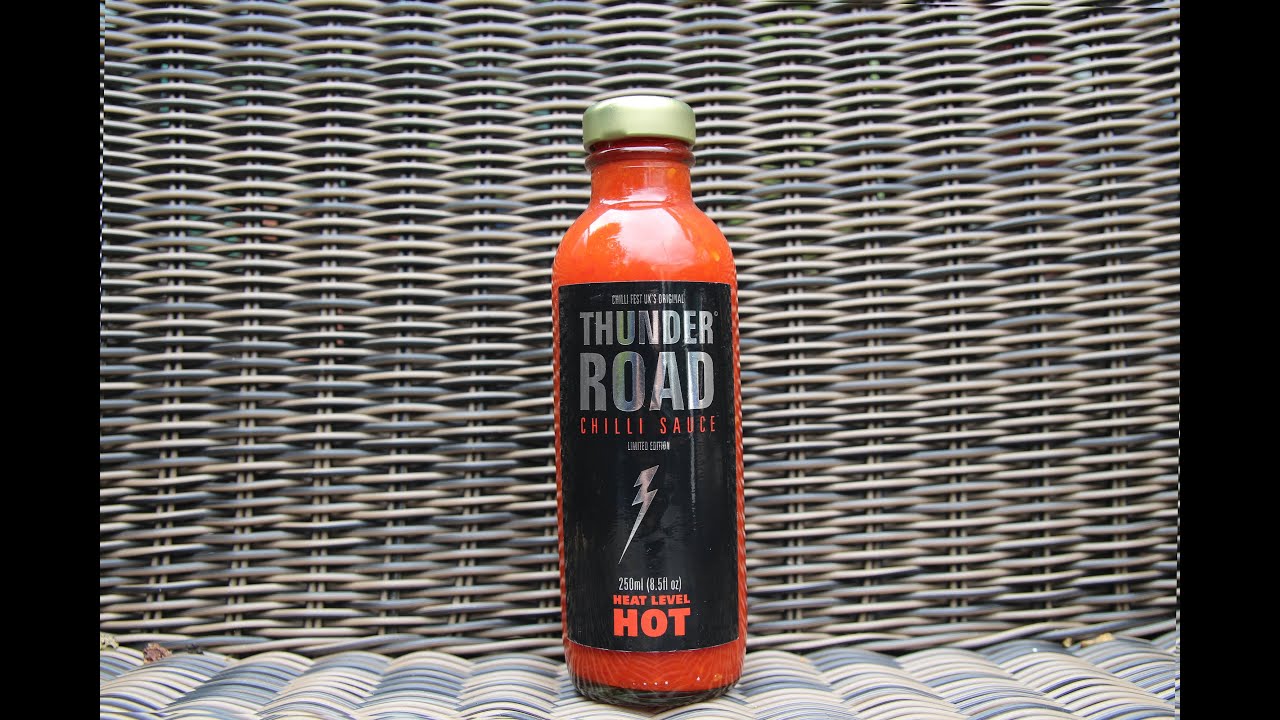 CHILLI FEST UK'S ORIGINAL
THUNDER®
ROAD
CHILLI SAUCE
LIMITED EDITION
250ml (8.5fl oz)
HEAT LEVEL
HOT